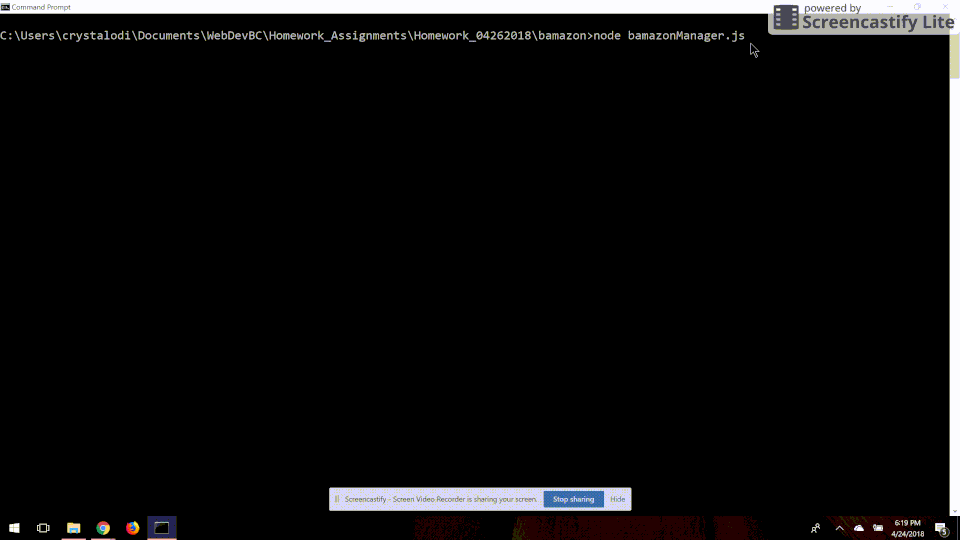 Command Prompt
powered by
Screencastify Lite
C:\Users\crystalodi\Documents\WebDevBC\Homework_Assignments\Homework_04262018\bamazon>node bamazonManager.js
Screencastify - Screen Video Recorder is sharing your screen.
Stop sharing
Hide
6:19 PM
4/24/2018
5